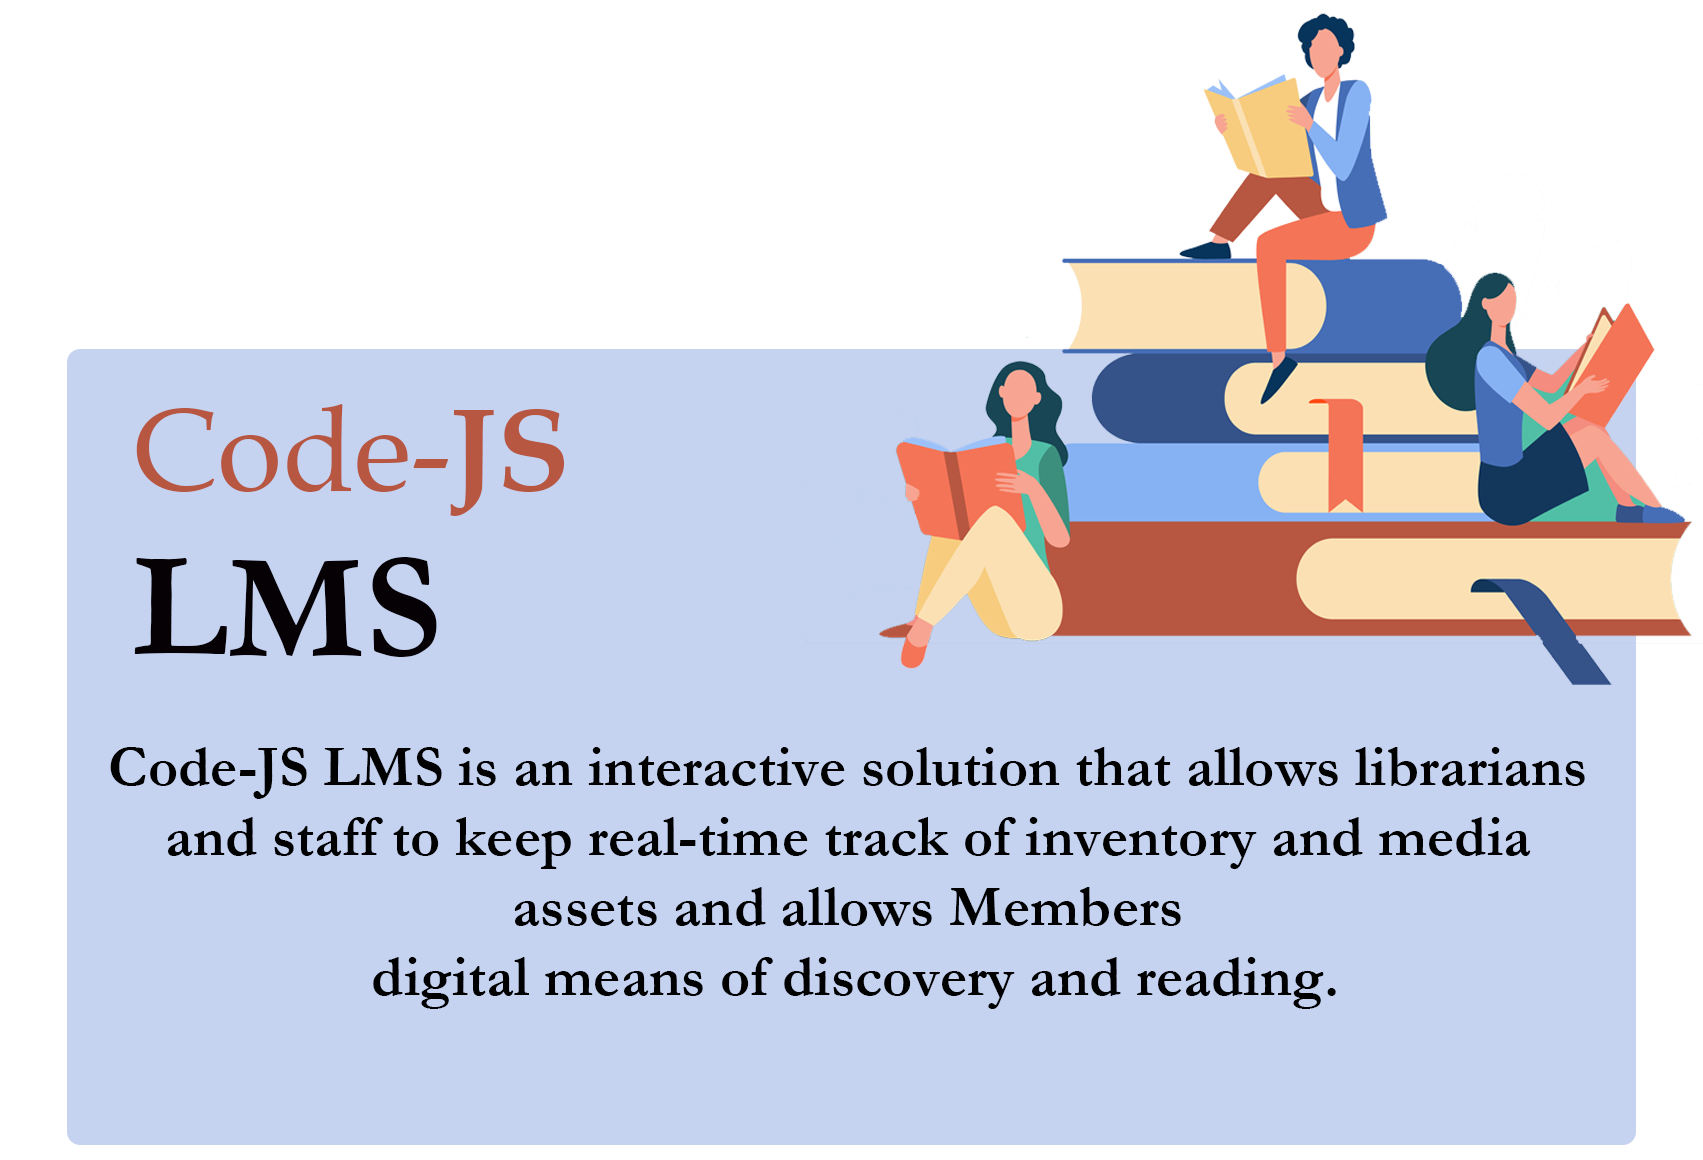 Code-JS
LMS
Code-JS LMS is an interactive solution that allows librarians
and staff to keep real-time track of inventory and media
assets and allows Members
digital means of discovery and reading.